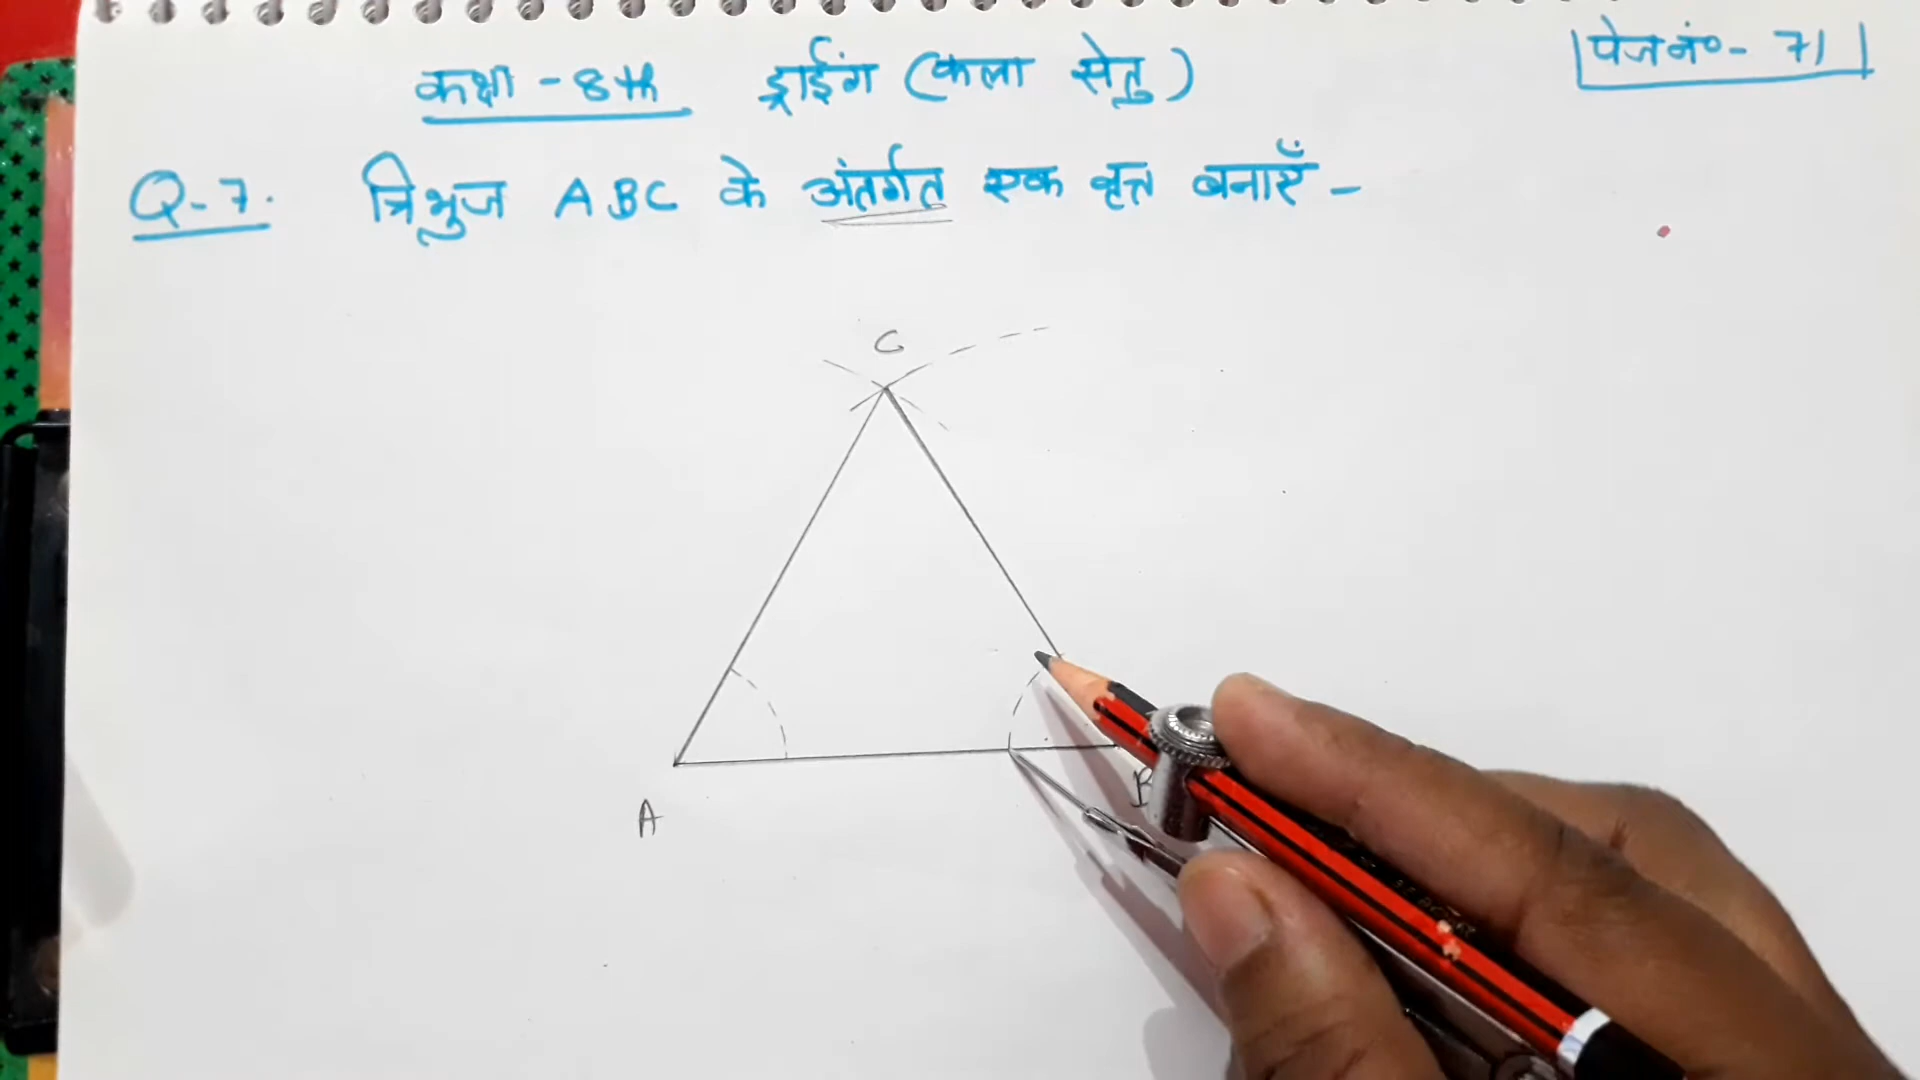 कक्षा - 8th ड्राईंग (कला सेतु)
पेज नं० - 71
Q-7. त्रिभुज ABC के अंतर्गत एक वृत्त बनाएँ -
C
A
B